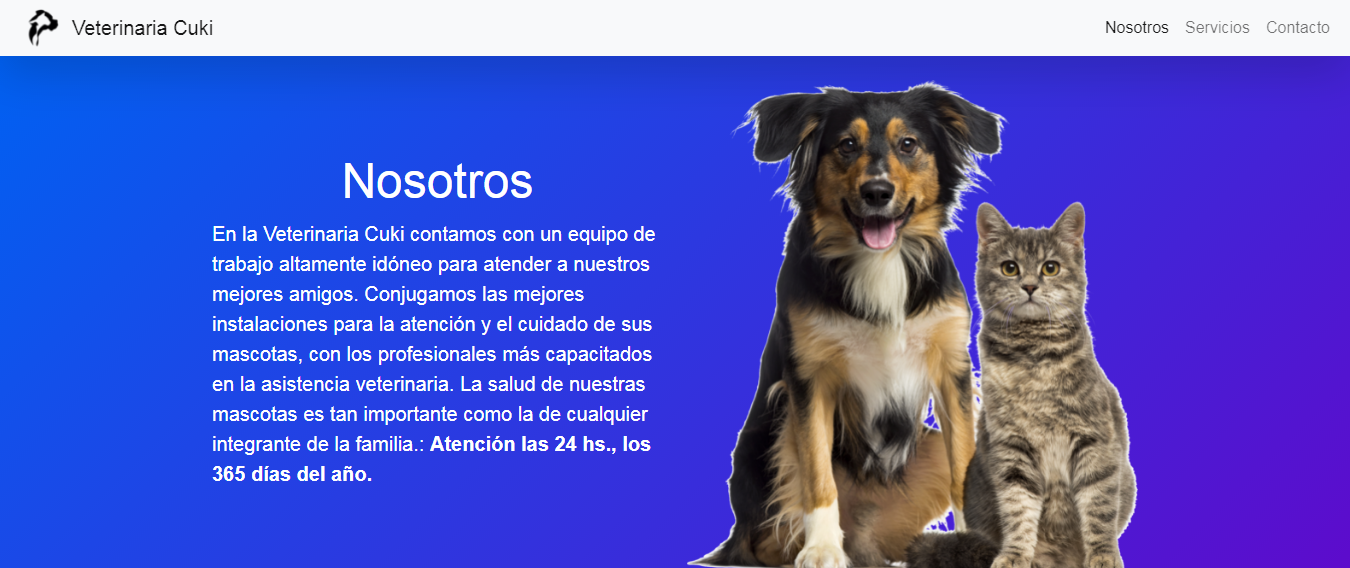 Veterinaria Cuki
Nosotros Servicios Contacto
Nosotros
En la Veterinaria Cuki contamos con un equipo de
trabajo altamente idóneo para atender a nuestros
mejores amigos. Conjugamos las mejores
instalaciones para la atención y el cuidado de sus
mascotas, con los profesionales más capacitados
en la asistencia veterinaria. La salud de nuestras
mascotas es tan importante como la de cualquier
integrante de la familia.: Atención las 24 hs., los
365 días del año.